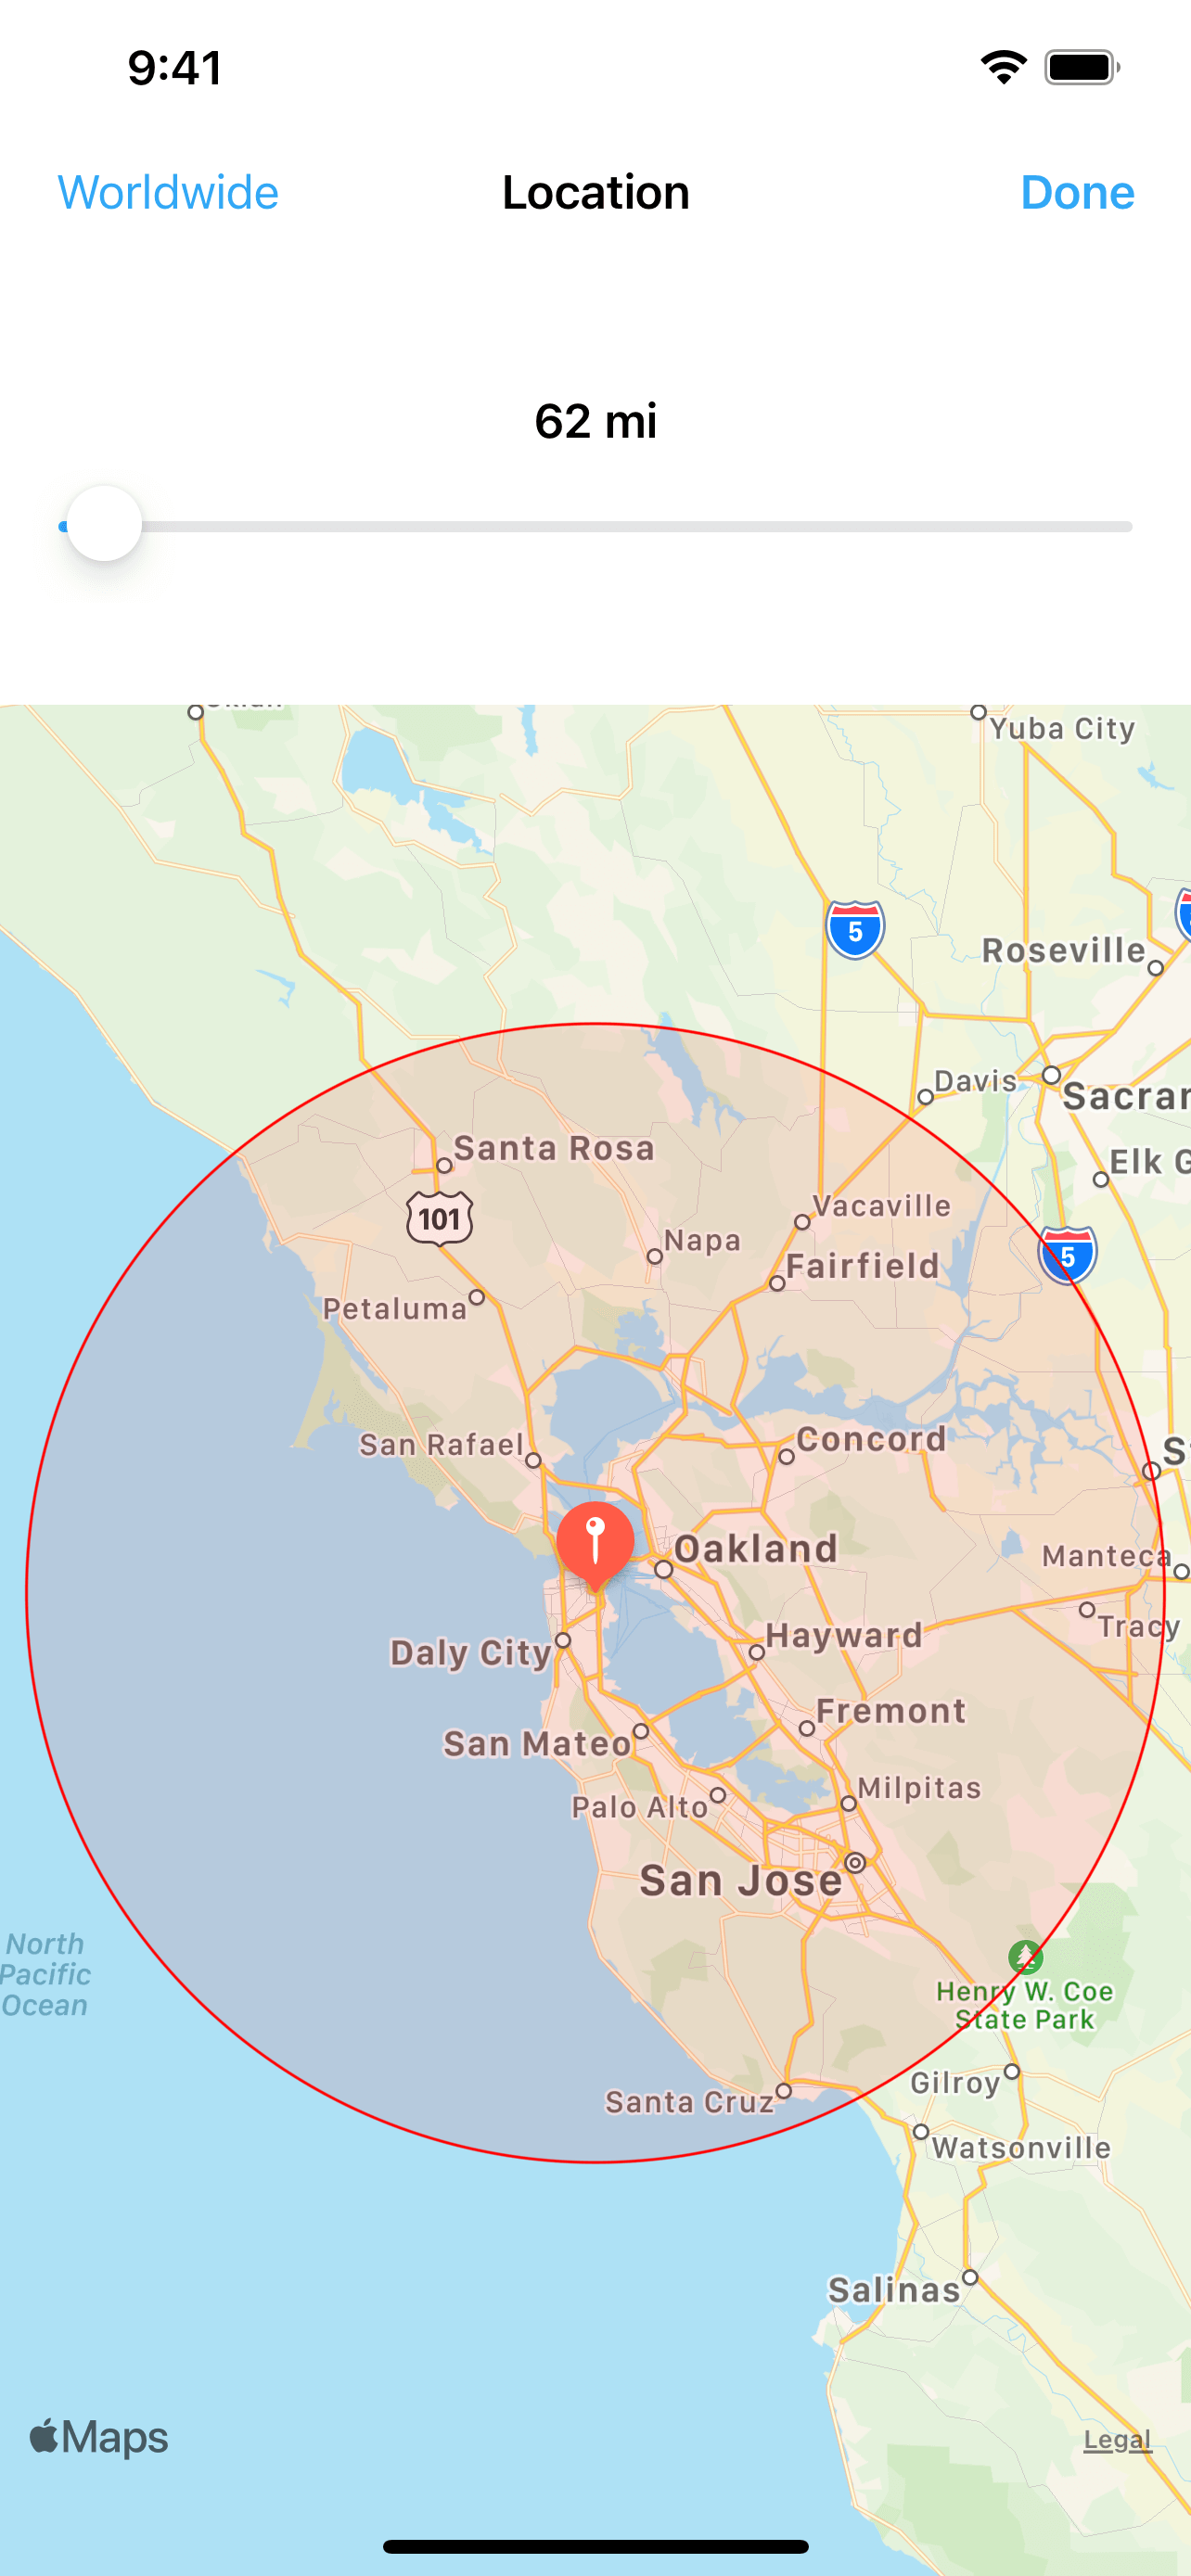 9:41
Worldwide
Location
Done
62 mi
Yuba City
5
Roseville
Davis
Santa Rosa
Elk
101
Vacaville
Napa
Fairfield
5
Petaluma
San Rafael
Concord
Oakland
Manteca
Tracy
Daly City
Hayward
Fremont
San Mateo
Milpitas
Palo Alto
San Jose
North
Pacific
Ocean
Henry W. Coe
State Park
Gilroy
Santa Cruz
Watsonville
Salinas
Maps
Legal